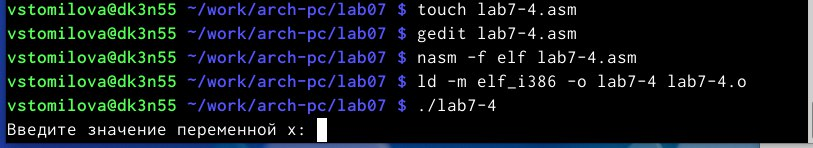 vstomilova@dk3n55 ~/work/arch-pc/lab07 $ touch lab7-4.asm
vstomilova@dk3n55 ~/work/arch-pc/lab07 $ gedit lab7-4.asm
vstomilova@dk3n55 ~/work/arch-pc/lab07 $ nasm -f elf lab7-4.asm
vstomilova@dk3n55 ~/work/arch-pc/lab07 $ ld -m elf_i386 -o lab7-4 lab7-4.o
vstomilova@dk3n55 ~/work/arch-pc/lab07 $ ./lab7-4
Введите значение переменной x: